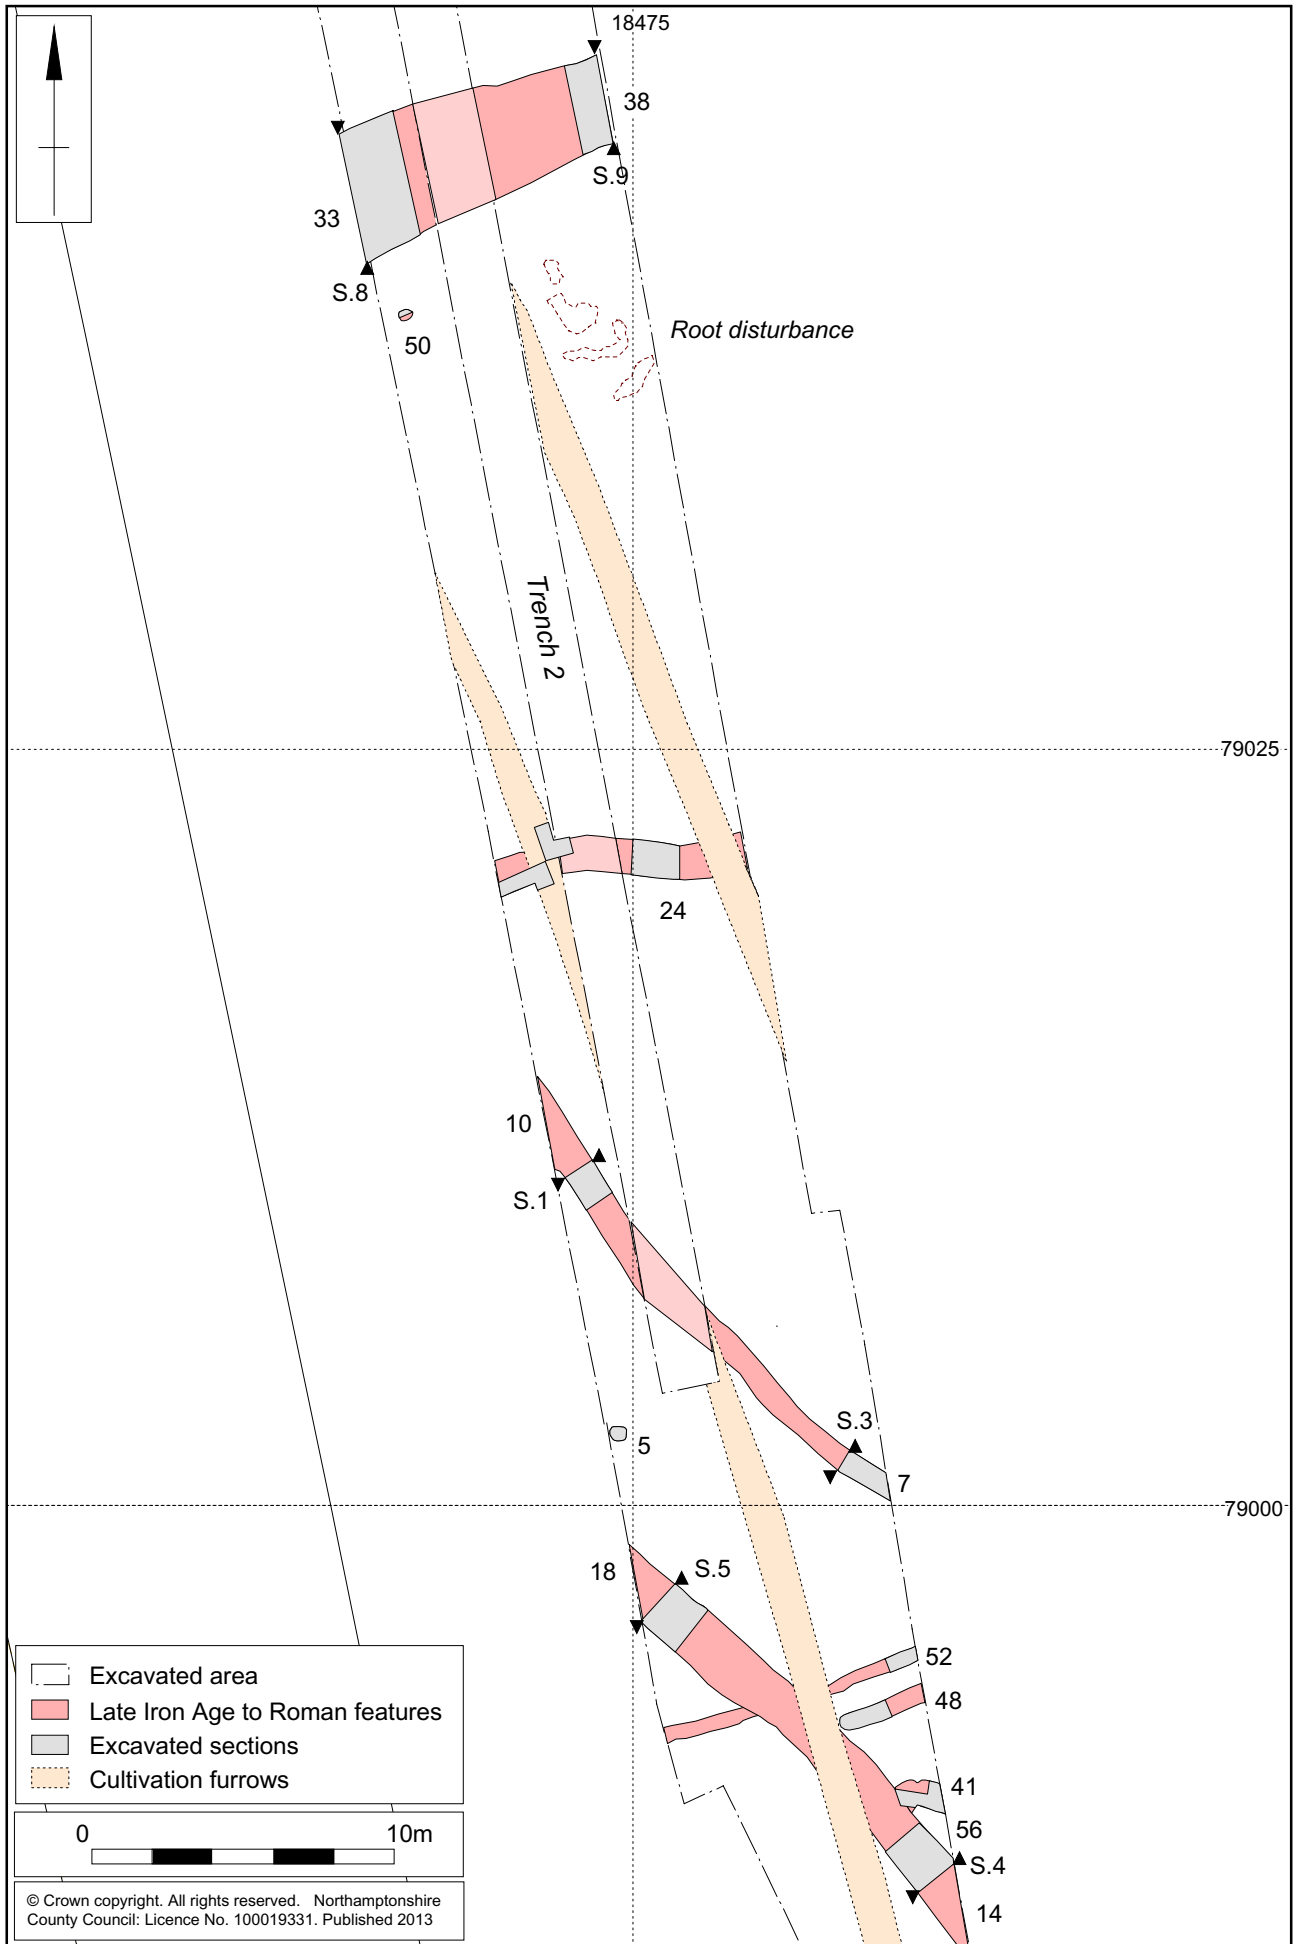 18475
38
S.9
33
S.8
50
Root disturbance
Trench 2
79025
24
10
S.1
S.3
5
7
79000
18
S.5
52
48
41
56
S.4
14
Excavated area
Late Iron Age to Roman features
Excavated sections
Cultivation furrows
0 10m
© Crown copyright. All rights reserved. Northamptonshire
County Council: Licence No. 100019331. Published 2013